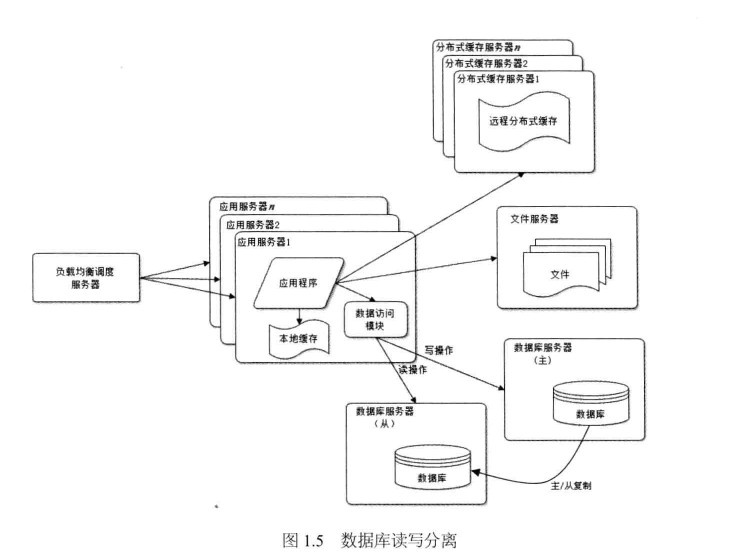 分布式缓存服务器n
分布式缓存服务器2
分布式缓存服务器1
远程分布式缓存
应用服务器n
应用服务器2
应用服务器1
文件服务器
负载均衡调度
服务器
应用程序
文件
数据访问
模块
本地缓存
写操作
读操作
数据库服务器
（主）
数据库
数据库服务器
（从）
数据库
主/从复制
图 1.5 数据库读写分离